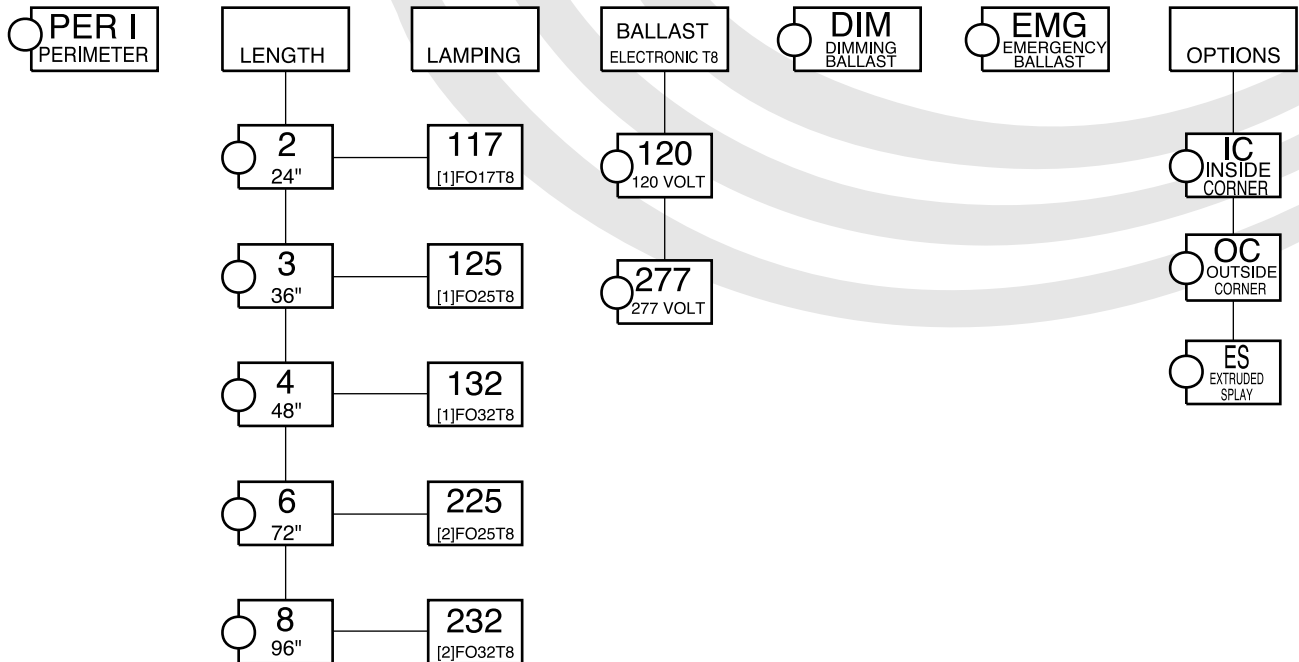 PER I
PERIMETER
LENGTH
2
24"
3
36"
4
48"
6
72"
8
96"
LAMPING
117
[1]FO17T8
125
[1]FO25T8
132
[1]FO32T8
225
[2]FO25T8
232
[2]FO32T8
BALLAST
ELECTRONIC T8
120
120 VOLT
277
277 VOLT
DIM
DIMMING
BALLAST
EMG
EMERGENCY
BALLAST
OPTIONS
IC
INSIDE
CORNER
OC
OUTSIDE
CORNER
ES
EXTRUDED
SPLAY